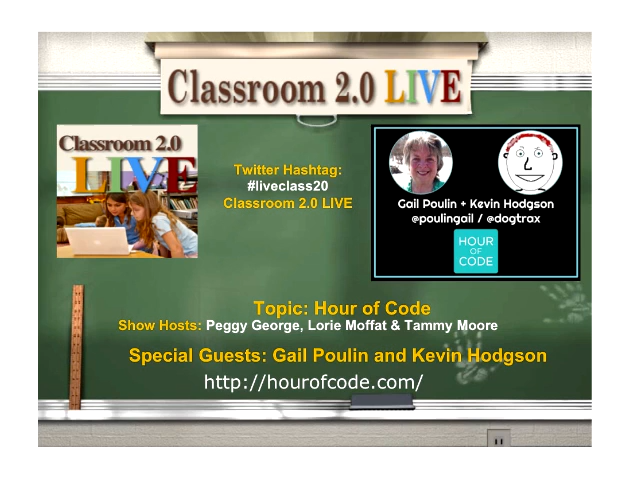 Classroom 2.0 LIVE
Classroom 2.0
LIVE
Twitter Hashtag:
#liveclass20
Classroom 2.0 LIVE
Gail Poulin + Kevin Hodgson
@poulingail / @dogtrax
HOUR
OF
CODE
Topic: Hour of Code
Show Hosts: Peggy George, Lorie Moffat & Tammy Moore
Special Guests: Gail Poulin and Kevin Hodgson
http://hourofcode.com/